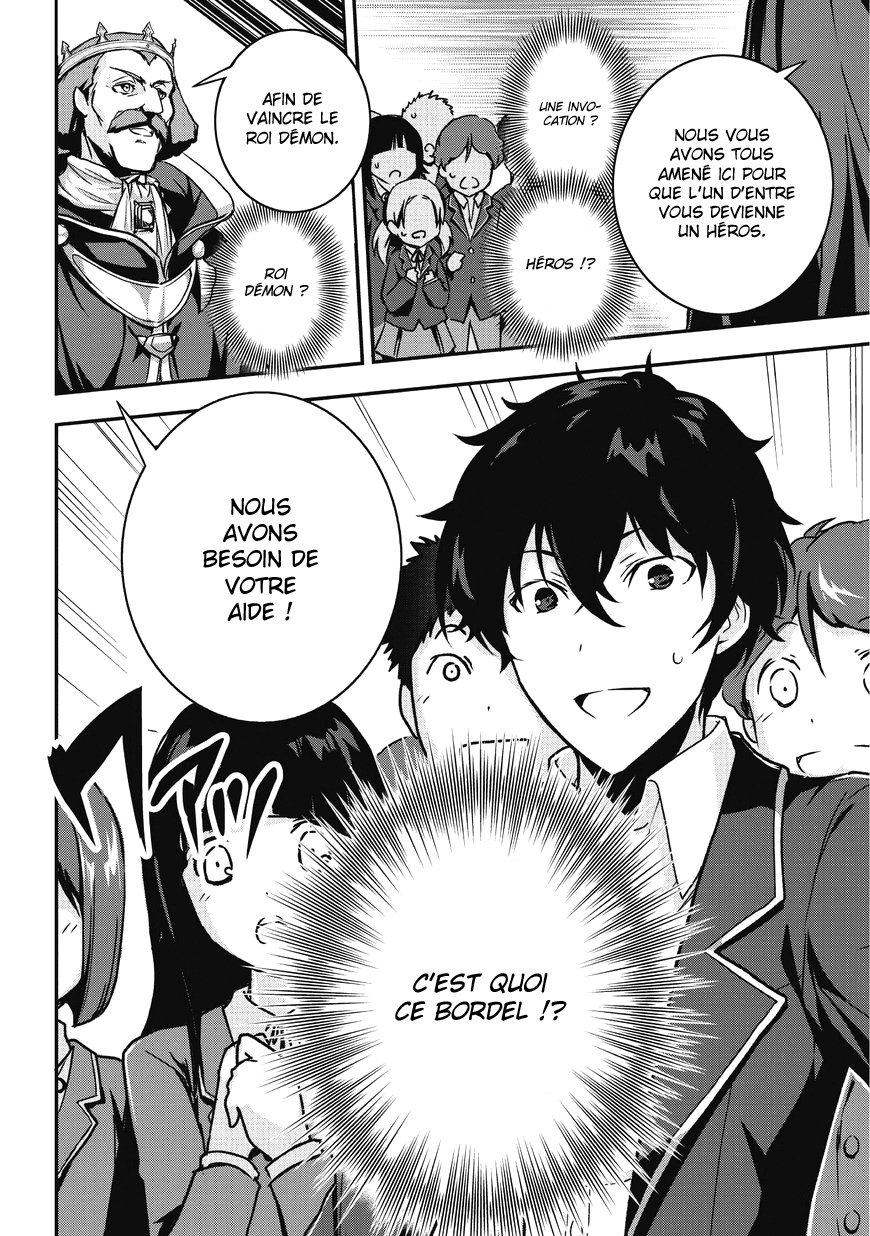 NOUS VOUS
AVONS TOUS
AMENÉ ICI POUR
QUE L'UN D'ENTRE
VOUS DEVIENNE
UN HÉROS.
UNE INVO-
CATION ?
HÉROS !?
AFIN DE
VAINCRE LE
ROI DÉMON.
ROI
DÉMON ?
NOUS
AVONS
BESOIN DE
VOTRE
AIDE !
C'EST QUOI
CE BORDEL !?